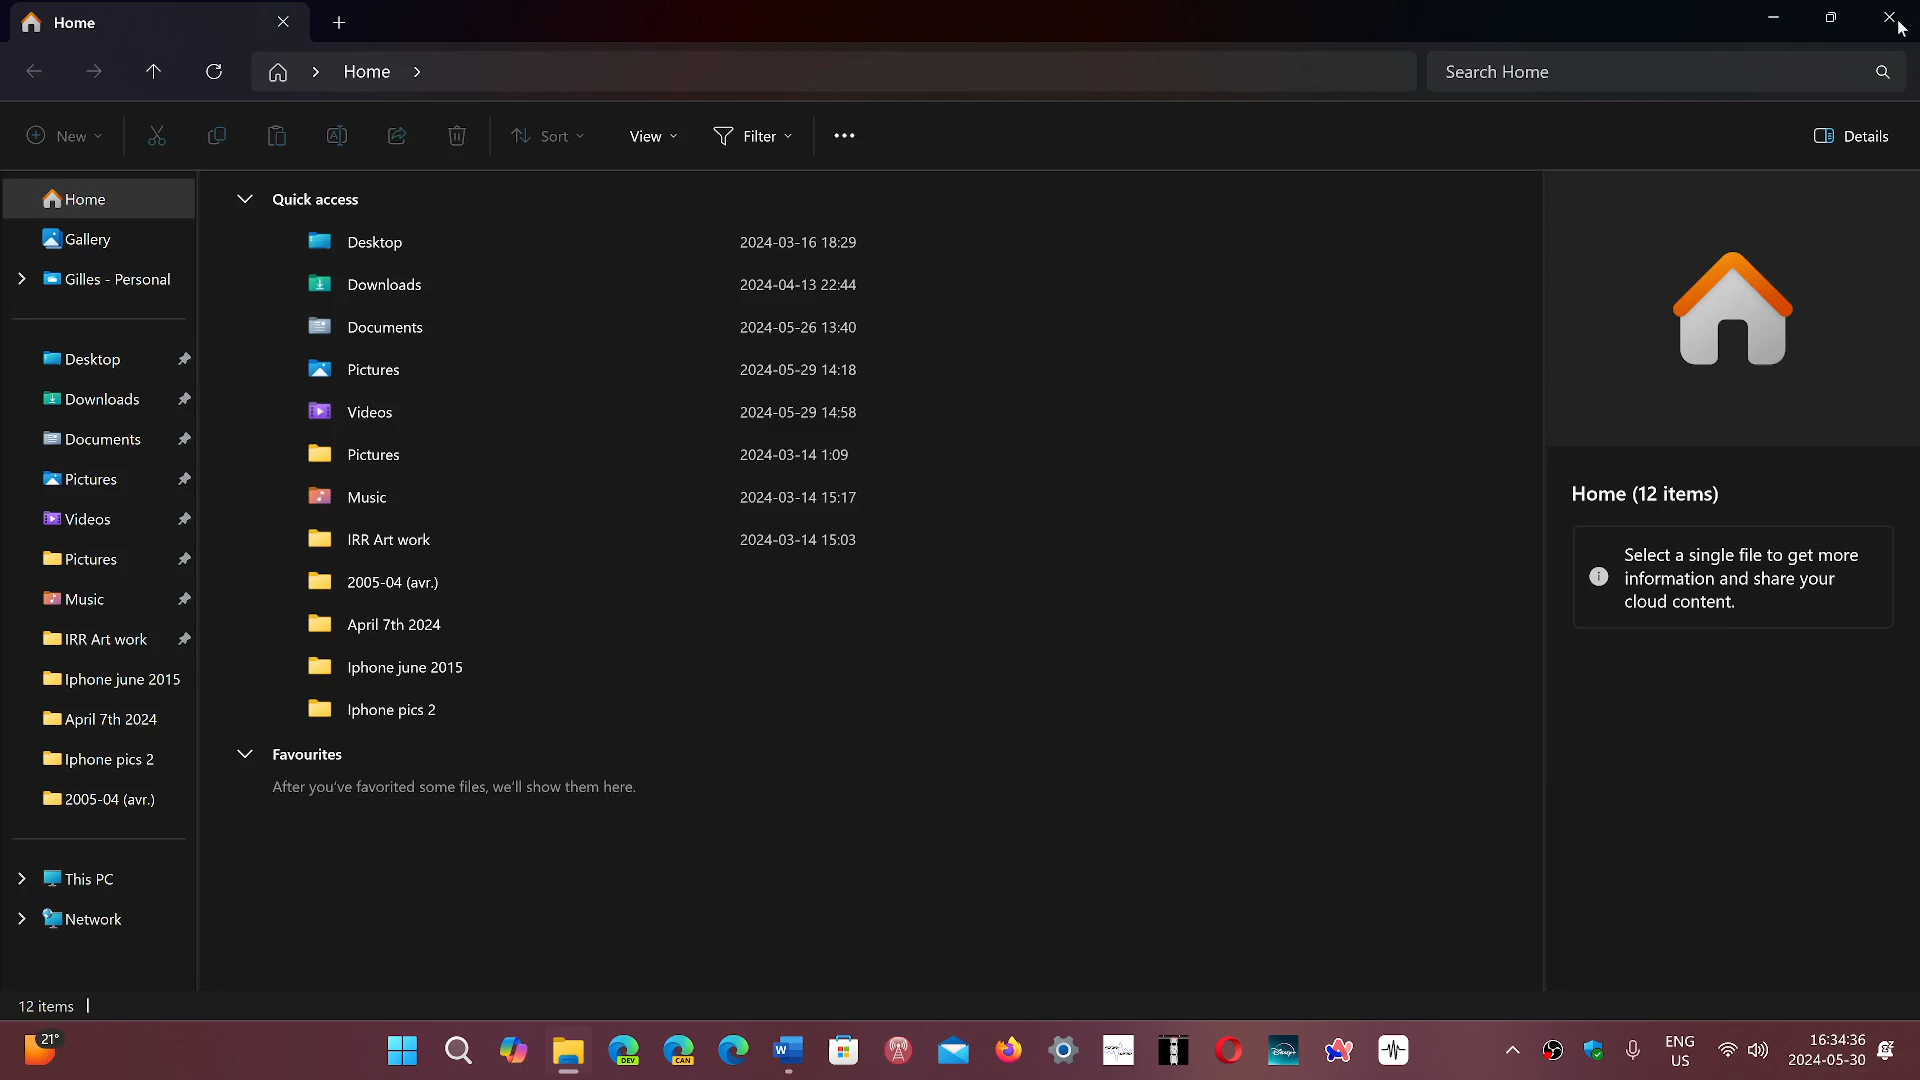 Home
Home
Search Home
New
Sort
View
Filter
Details
Home
Gallery
Gilles - Personal
Desktop
Downloads
Documents
Pictures
Videos
Pictures
Music
IRR Art work
Iphone june 2015
April 7th 2024
Iphone pics 2
2005-04 (avr.)
This PC
Network
Quick access
Desktop 2024-03-16 18:29
Downloads 2024-04-13 22:44
Documents 2024-05-26 13:40
Pictures 2024-05-29 14:18
Videos 2024-05-29 14:58
Pictures 2024-03-14 1:09
Music 2024-03-14 15:17
IRR Art work 2024-03-14 15:03
2005-04 (avr.)
April 7th 2024
Iphone june 2015
Iphone pics 2
Favourites
After you've favorited some files, we'll show them here.
Home (12 items)
Select a single file to get more
information and share your
cloud content.
12 items
21°
DEV
CAN
W
Disney+
ENG
US
16:34:36
2024-05-30